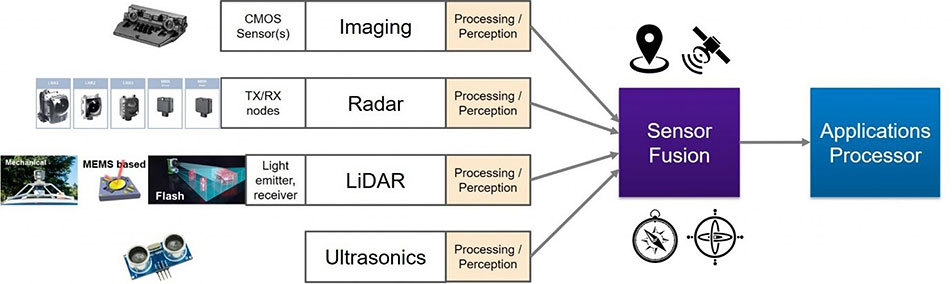 CMOS
Sensor(s)
Imaging
Processing /
Perception
TX/RX
nodes
Radar
Processing /
Perception
Mechanical
MEMS based
Flash
Light
emitter,
receiver
LiDAR
Processing /
Perception
Ultrasonics
Processing /
Perception
Sensor
Fusion
Applications
Processor